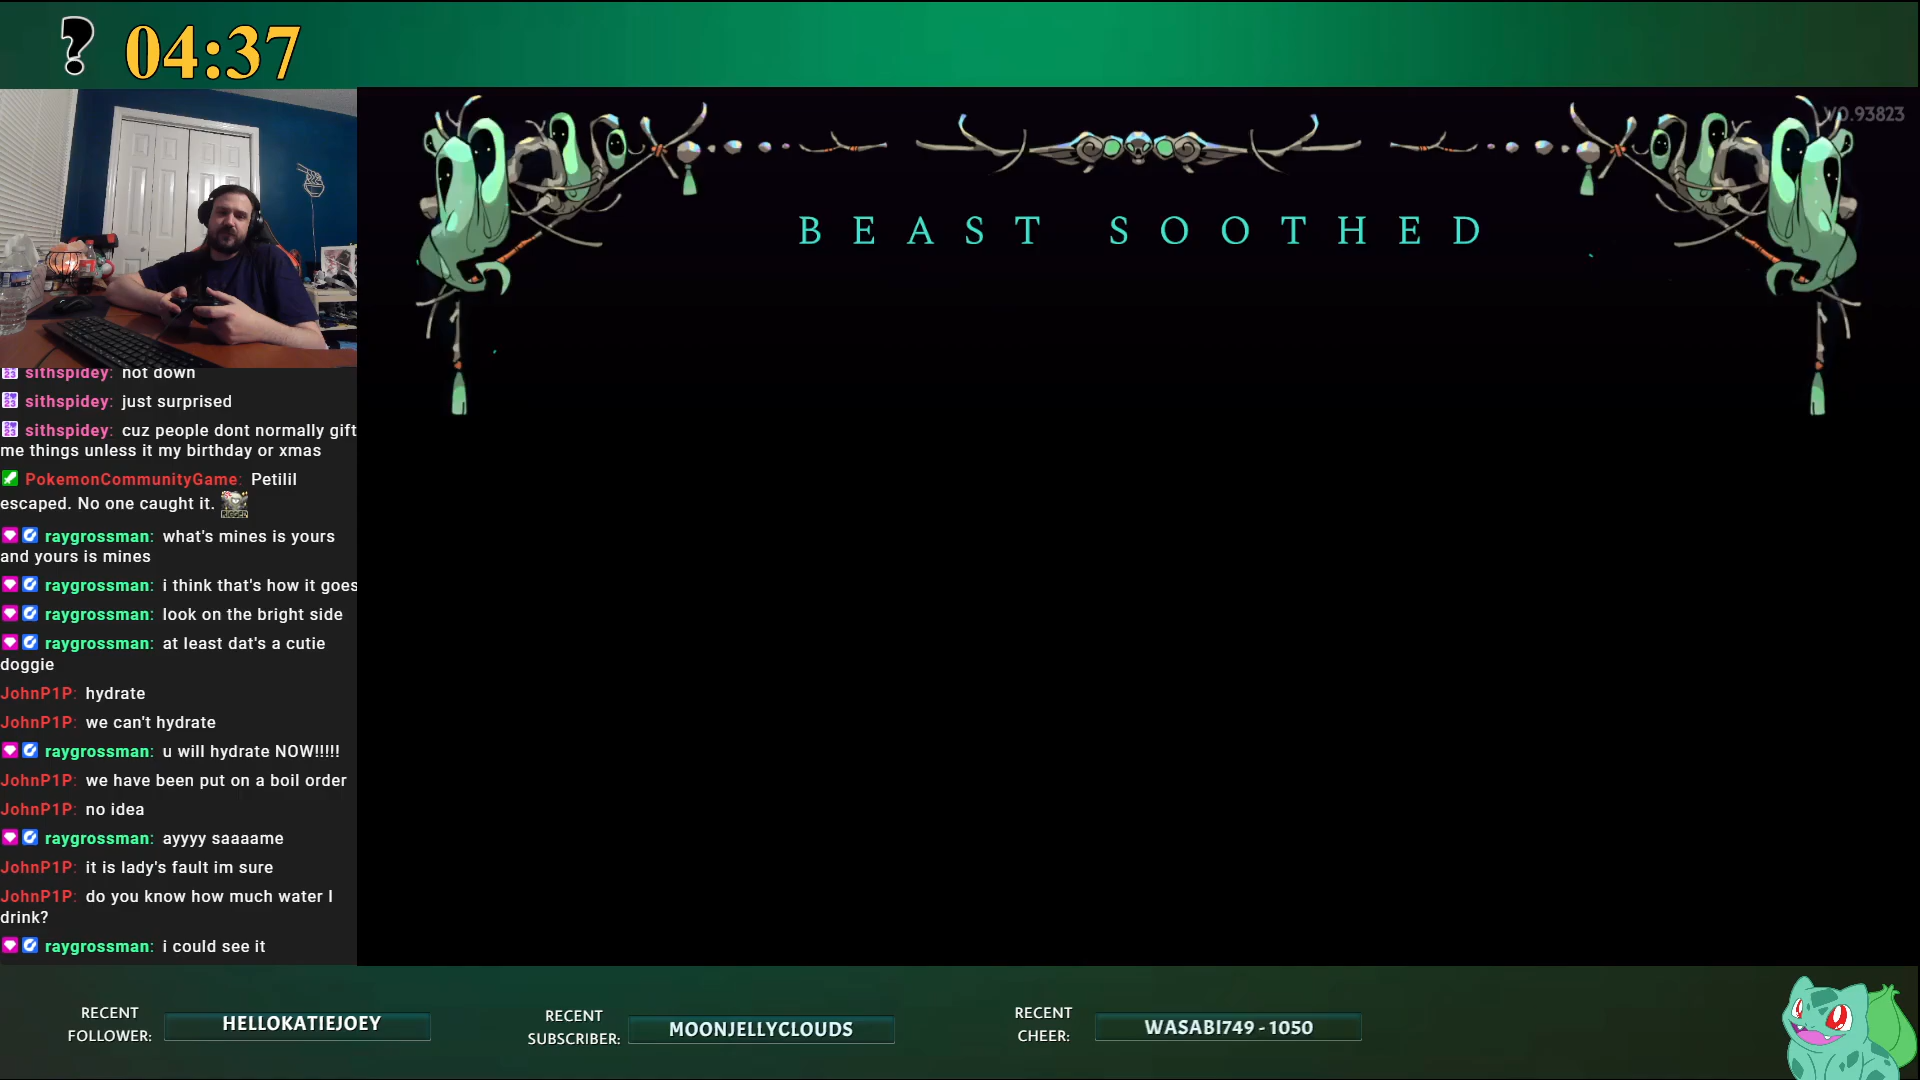 04:37
V0.93823
BEAST SOOTHED
sithspidey: not down
sithspidey: just surprised
sithspidey: cuz people dont normally gift
me things unless it my birthday or xmas
PokemonCommunityGame: Petilil
escaped. No one caught it.
raygrossman: what's mines is yours
and yours is mines
raygrossman: i think that's how it goes
raygrossman: look on the bright side
raygrossman: at least dat's a cutie
doggie
JohnP1P: hydrate
JohnP1P: we can't hydrate
raygrossman: u will hydrate NOW!!!!!
JohnP1P: we have been put on a boil order
JohnP1P: no idea
raygrossman: ayyyy saaaame
JohnP1P: it is lady's fault im sure
JohnP1P: do you know how much water I
drink?
raygrossman: i could see it
RECENT
FOLLOWER:
HELLOKATIEJOEY
RECENT
SUBSCRIBER:
MOONJELLYCLOUDS
RECENT
CHEER:
WASABI749 - 1050